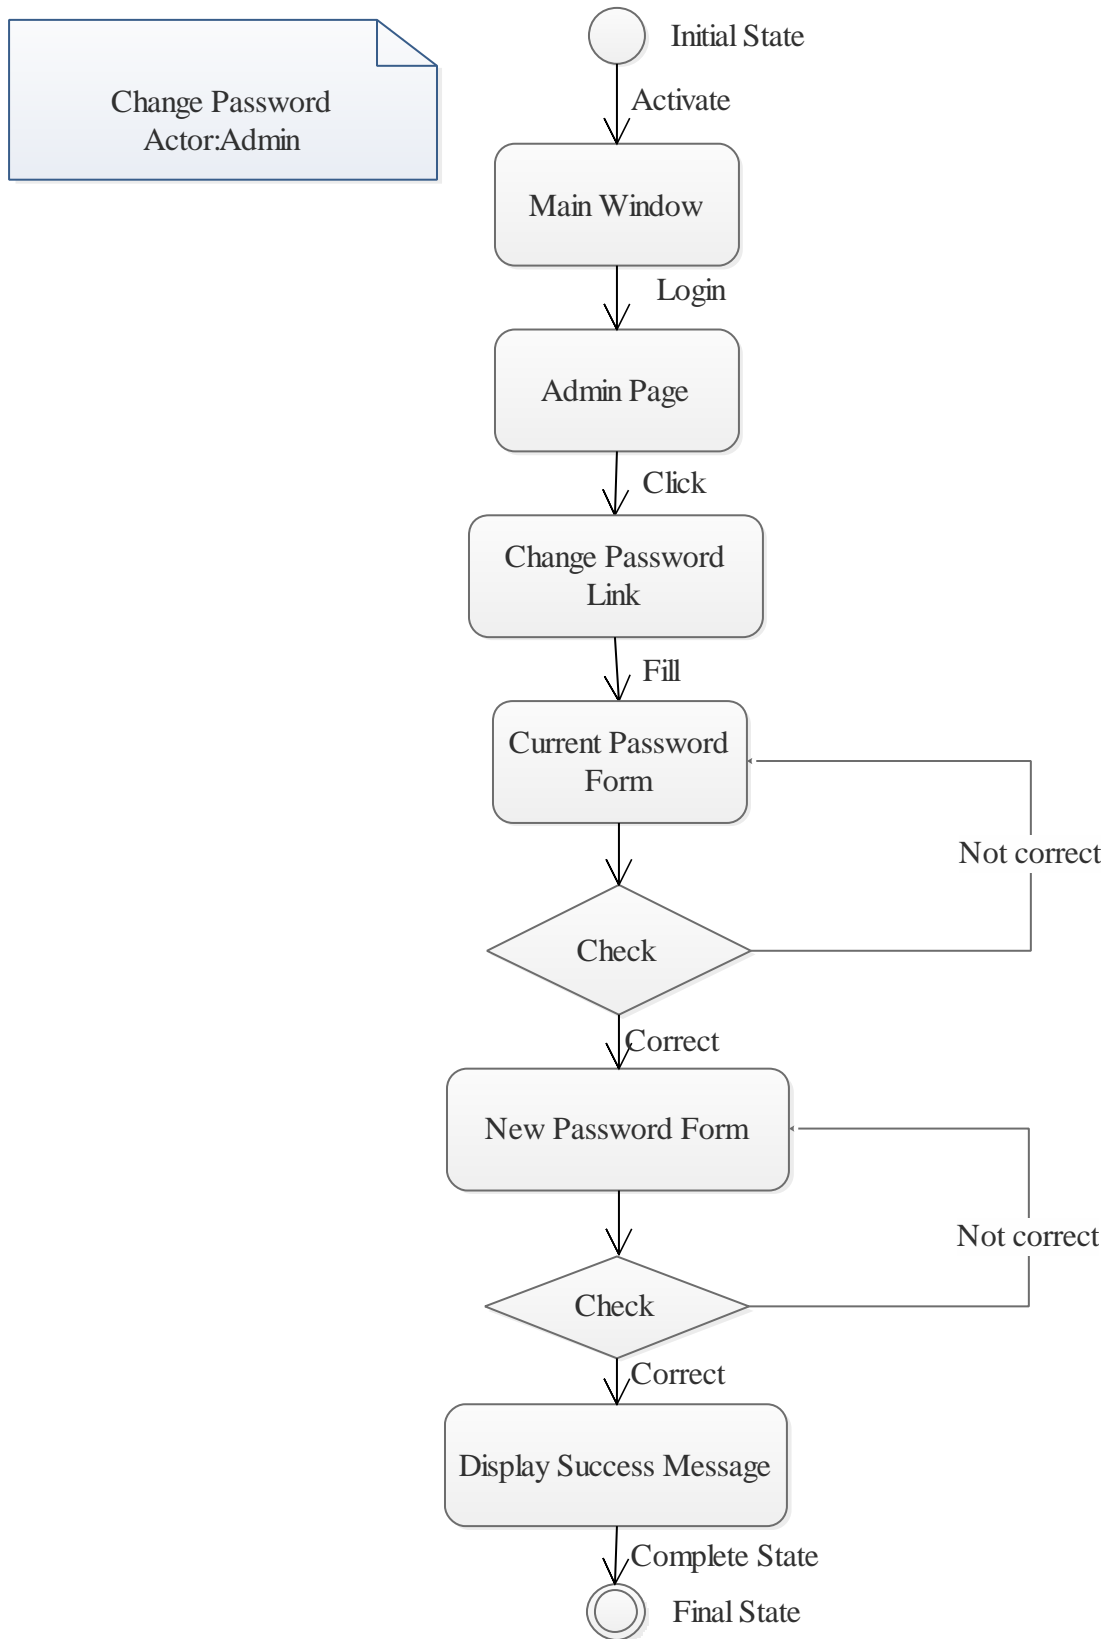 Change Password
Actor:Admin
Initial State
Activate
Main Window
Login
Admin Page
Click
Change Password
Link
Fill
Current Password
Form
Not correct
Check
Correct
New Password Form
Not correct
Check
Correct
Display Success Message
Complete State
Final State